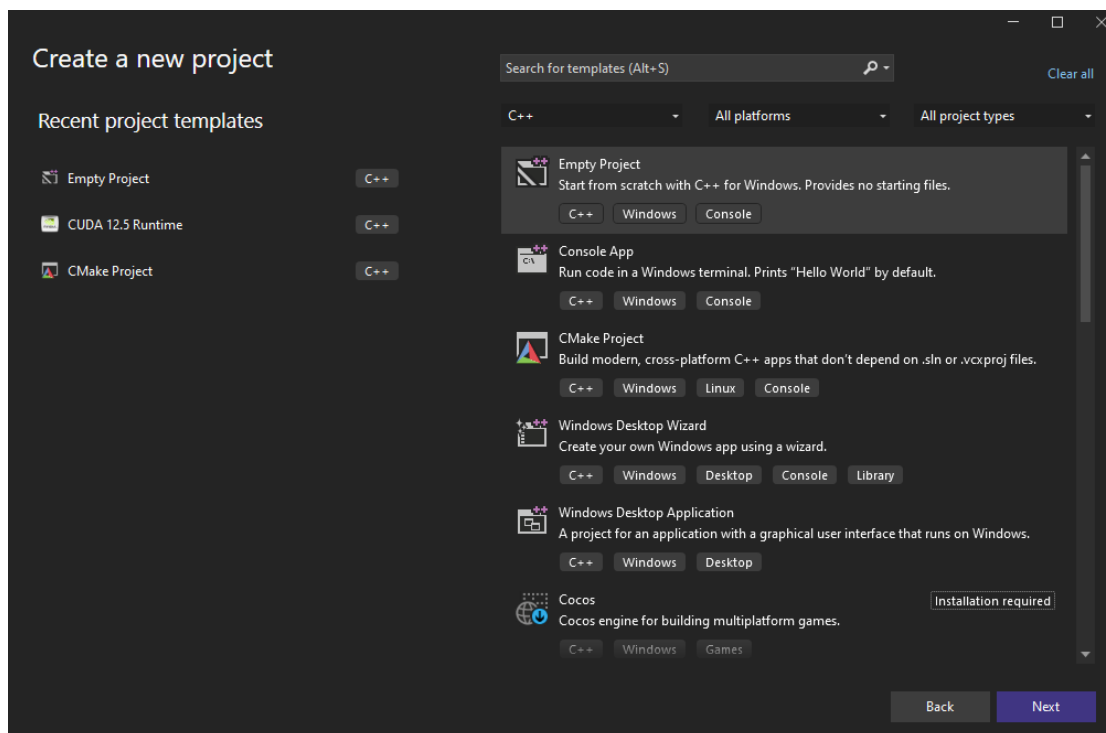 Create a new project
Recent project templates
Empty Project C++
CUDA 12.5 Runtime C++
CMake Project C++
Search for templates (Alt+S)
Clear all
C++ All platforms All project types
Empty Project
Start from scratch with C++ for Windows. Provides no starting files.
C++ Windows Console
Console App
Run code in a Windows terminal. Prints "Hello World" by default.
C++ Windows Console
CMake Project
Build modern, cross-platform C++ apps that don't depend on .sln or .vcxproj files.
C++ Windows Linux Console
Windows Desktop Wizard
Create your own Windows app using a wizard.
C++ Windows Desktop Console Library
Windows Desktop Application
A project for an application with a graphical user interface that runs on Windows.
C++ Windows Desktop
Cocos Installation required
Cocos engine for building multiplatform games.
C++ Windows Games
Back Next